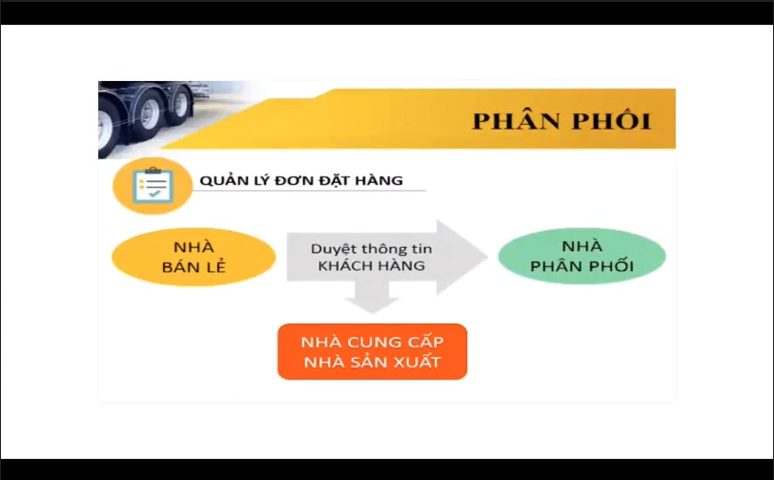 PHÂN PHỐI
QUẢN LÝ ĐƠN ĐẶT HÀNG
NHÀ
BÁN LẺ
Duyệt thông tin
KHÁCH HÀNG
NHÀ
PHÂN PHỐI
NHÀ CUNG CẤP
NHÀ SẢN XUẤT